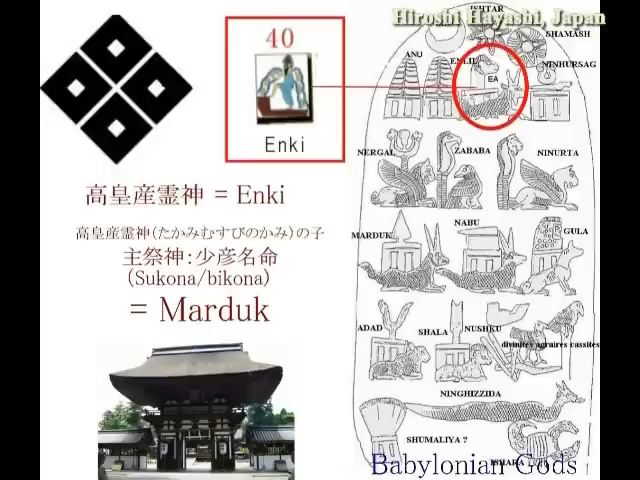 Hiroshi Hayashi, Japan
40
Enki
高皇産霊神 = Enki
高皇産霊神(たかみむすびのかみ)の子
主祭神:少彦名命
(Sukona/bikona)
= Marduk
ISHTAR
SHAMASH
ANU
ENLIL
EA
NINHURSAG
NERGAL
ZABABA
NINURTA
MARDUK
NABU
GULA
ADAD
SHALA
NUSHKU
divinites agraires cassites
NINGHIZZIDA
SHUMALIYA ?
ISHARA
Babylonian Gods